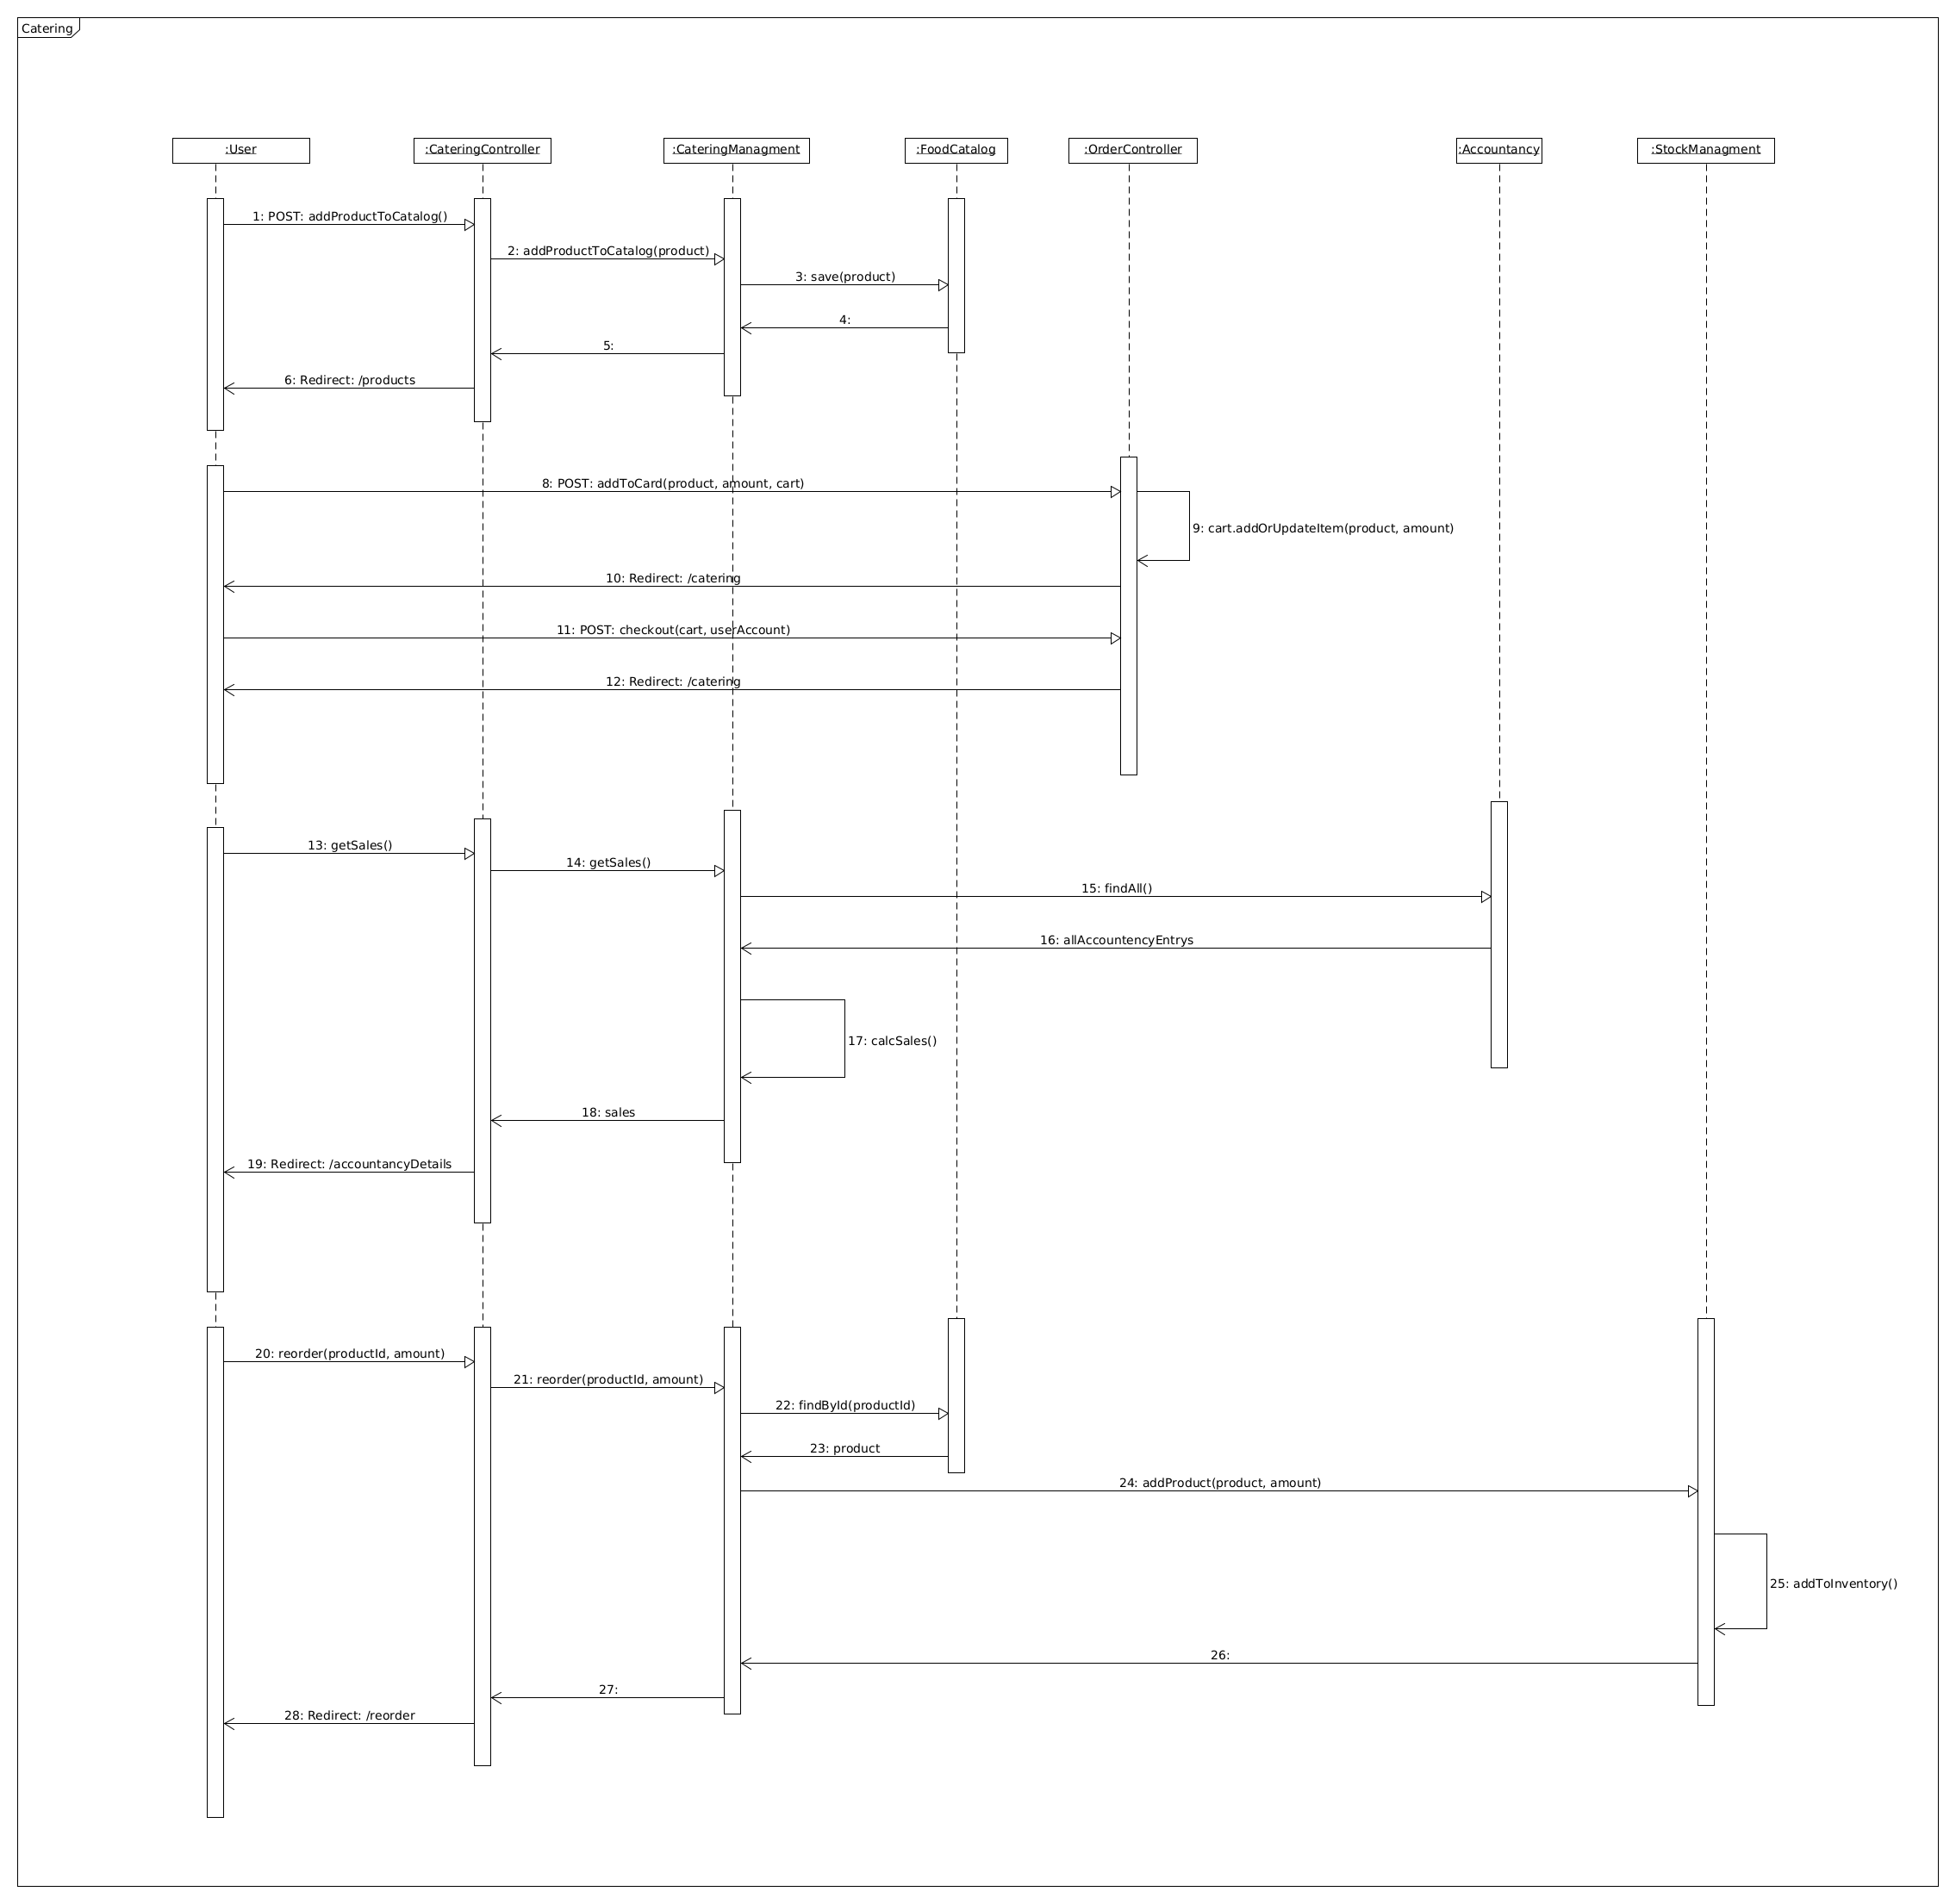 Catering
:User
:CateringController
:CateringManagment
:FoodCatalog
:OrderController
:Accountancy
:StockManagment
1: POST: addProductToCatalog()
2: addProductToCatalog(product)
3: save(product)
4:
5:
6: Redirect: /products
8: POST: addToCard(product, amount, cart)
9: cart.addOrUpdateItem(product, amount)
10: Redirect: /catering
11: POST: checkout(cart, userAccount)
12: Redirect: /catering
13: getSales()
14: getSales()
15: findAll()
16: allAccountencyEntrys
17: calcSales()
18: sales
19: Redirect: /accountancyDetails
20: reorder(productId, amount)
21: reorder(productId, amount)
22: findById(productId)
23: product
24: addProduct(product, amount)
25: addToInventory()
26:
27:
28: Redirect: /reorder